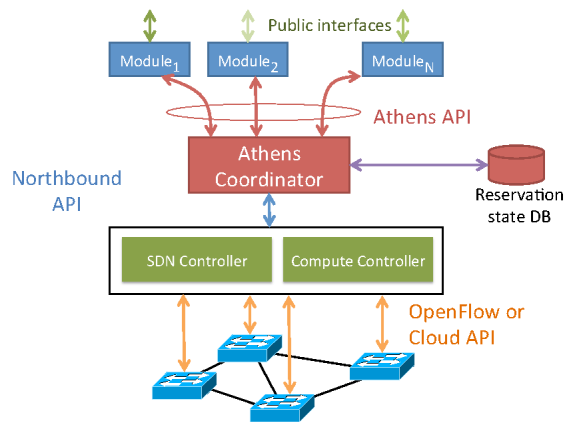 Public interfaces
Module1
Module2
ModuleN
Athens API
Athens
Coordinator
Northbound
API
Reservation
state DB
SDN Controller
Compute Controller
OpenFlow or
Cloud API